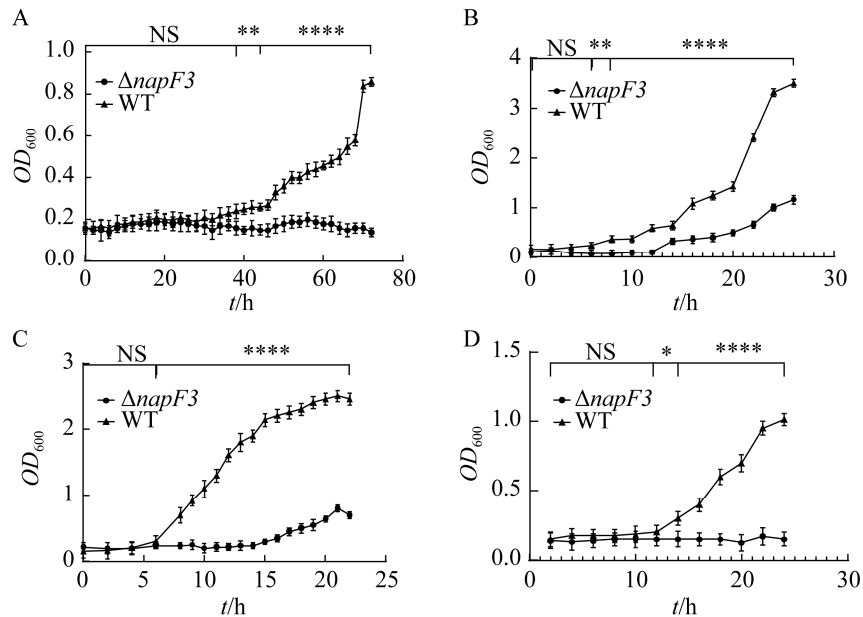 A
NS ** ****
1.0
0.8
0.6
0.4
0.2
0.0
OD600
ΔnapF3
WT
0 20 40 60 80
t/h
B
NS ** ****
4
3
2
1
0
OD600
ΔnapF3
WT
0 10 20 30
t/h
C
NS ****
3
2
1
0
OD600
ΔnapF3
WT
0 5 10 15 20 25
t/h
D
NS * ****
1.5
1.0
0.5
0.0
OD600
ΔnapF3
WT
0 10 20 30
t/h